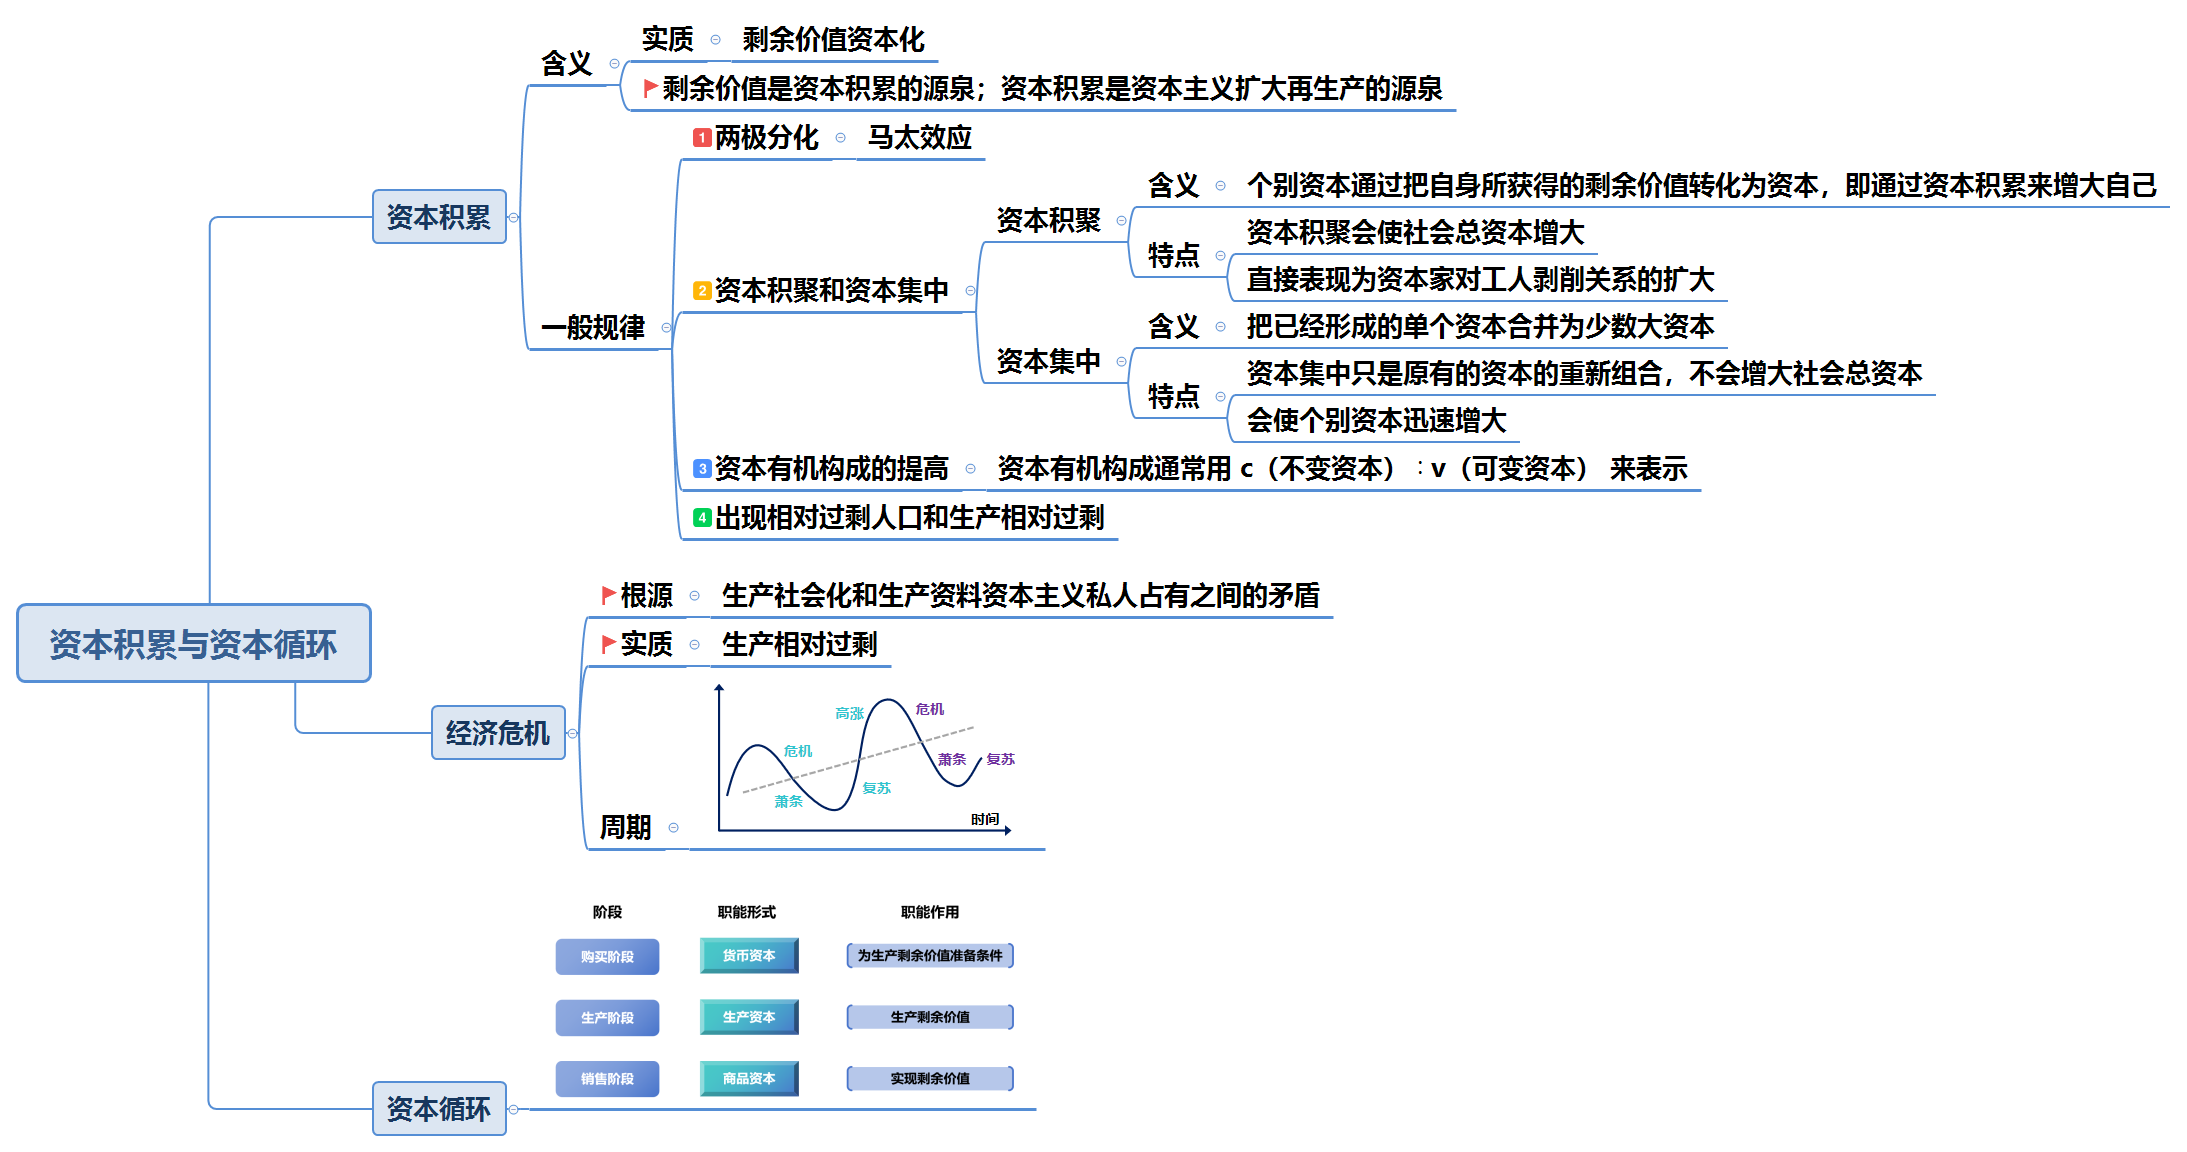 资本积累与资本循环
资本积累
含义
实质
剩余价值资本化
剩余价值是资本积累的源泉；资本积累是资本主义扩大再生产的源泉
一般规律
1 两极分化
马太效应
2 资本积聚和资本集中
资本积聚
含义
个别资本通过把自身所获得的剩余价值转化为资本，即通过资本积累来增大自己
特点
资本积聚会使社会总资本增大
直接表现为资本家对工人剥削关系的扩大
资本集中
含义
把已经形成的单个资本合并为少数大资本
特点
资本集中只是原有的资本的重新组合，不会增大社会总资本
会使个别资本迅速增大
3 资本有机构成的提高
资本有机构成通常用 c（不变资本）∶v（可变资本） 来表示
4 出现相对过剩人口和生产相对过剩
经济危机
根源
生产社会化和生产资料资本主义私人占有之间的矛盾
实质
生产相对过剩
周期
危机
萧条
高涨
复苏
危机
萧条
复苏
时间
资本循环
阶段
职能形式
职能作用
购买阶段
货币资本
为生产剩余价值准备条件
生产阶段
生产资本
生产剩余价值
销售阶段
商品资本
实现剩余价值